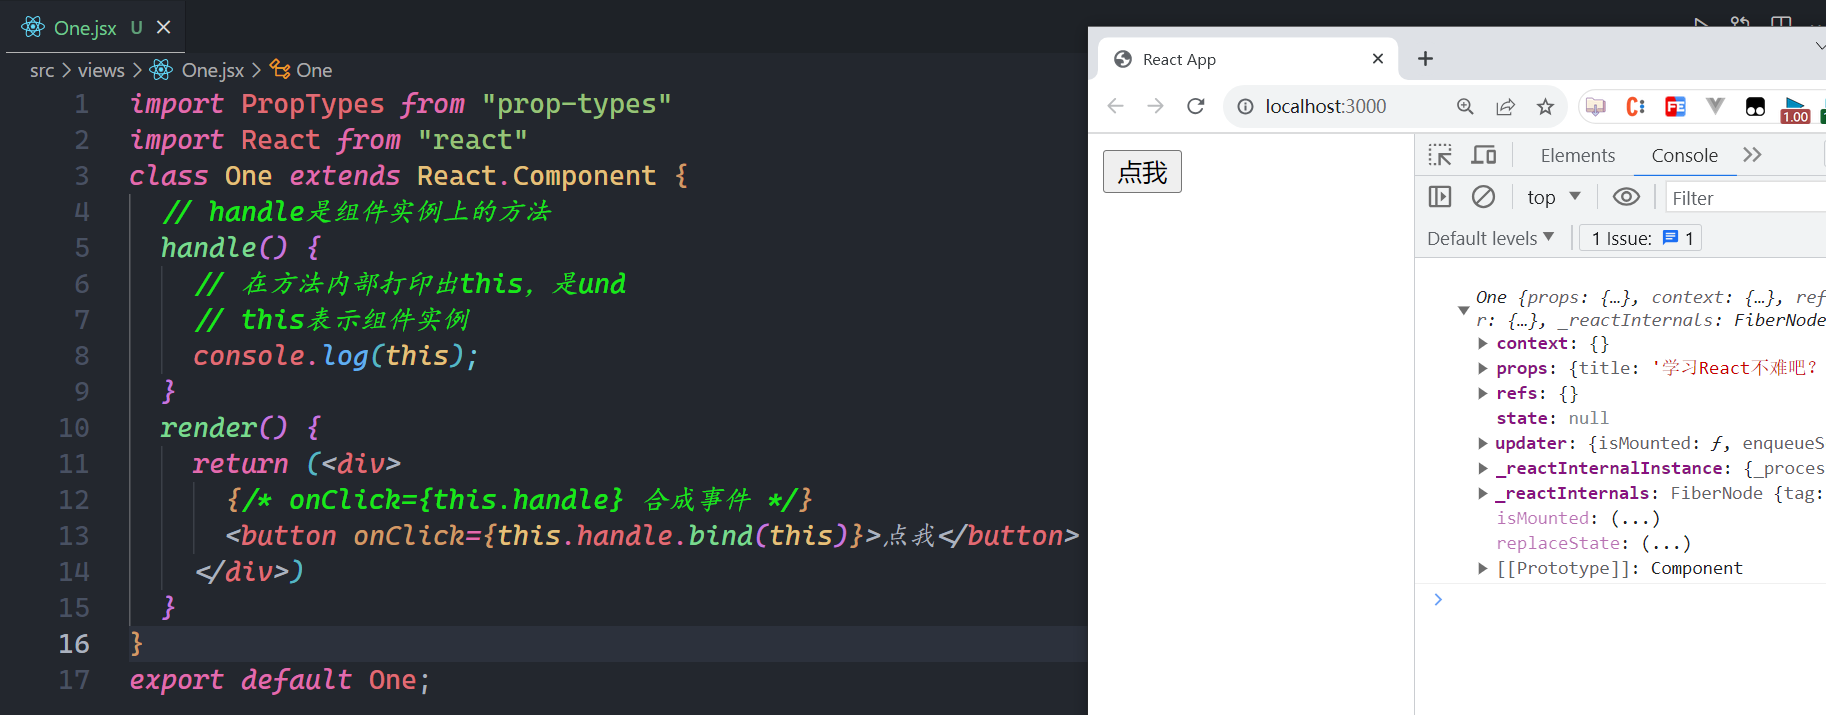 One.jsx U
src > views > One.jsx > One
1 import PropTypes from "prop-types"
2 import React from "react"
3 class One extends React.Component {
4 // handle是组件实例上的方法
5 handle() {
6 // 在方法内部打印出this，是und
7 // this表示组件实例
8 console.log(this);
9 }
10 render() {
11 return (<div>
12 {/* onClick={this.handle} 合成事件 */}
13 <button onClick={this.handle.bind(this)}>点我</button>
14 </div>)
15 }
16 }
17 export default One;
React App
localhost:3000
1.00
点我
Elements Console
top Filter
Default levels 1 Issue: 1
One {props: {…}, context: {…}, ref
r: {…}, _reactInternals: FiberNode
context: {}
props: {title: '学习React不难吧？
refs: {}
state: null
updater: {isMounted: ƒ, enqueueS
_reactInternalInstance: {_proces
_reactInternals: FiberNode {tag:
isMounted: (...)
replaceState: (...)
[[Prototype]]: Component